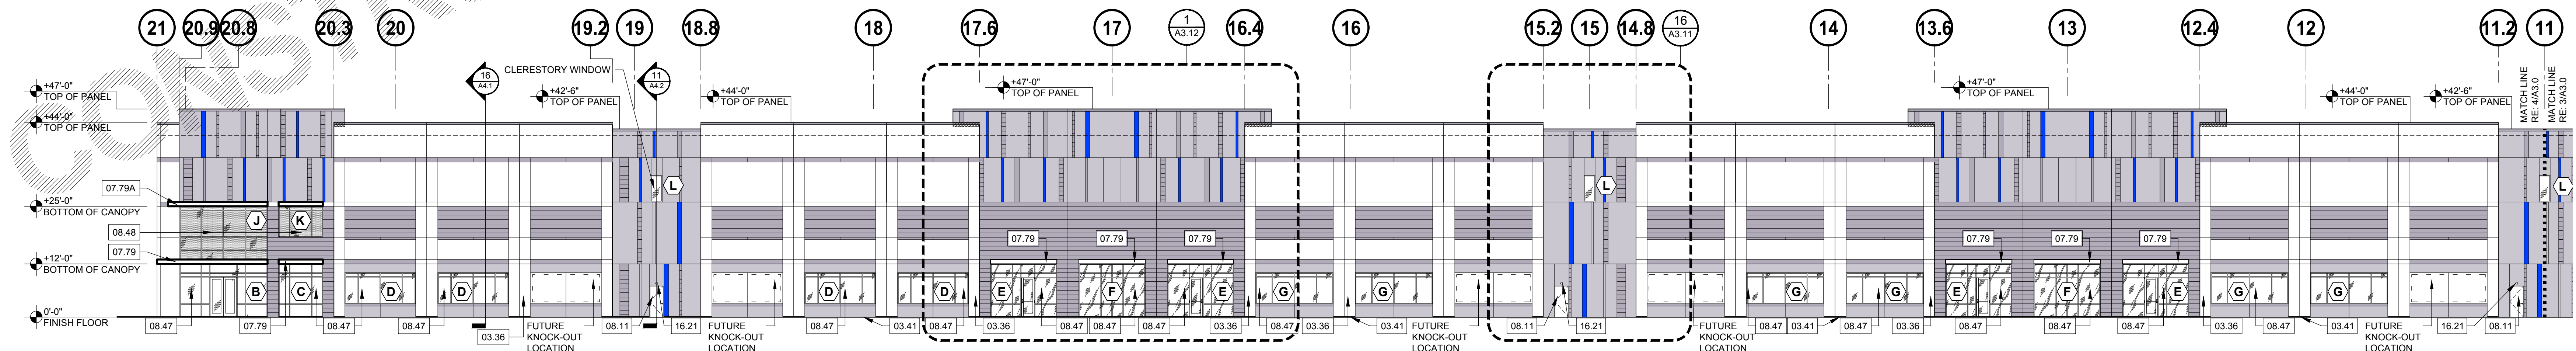 CONSTR
21
20.9
20.8
20.3
20
19.2
19
18.8
18
17.6
17
1
A3.12
16.4
16
15.2
15
14.8
16
A3.11
14
13.6
13
12.4
12
11.2
11
16
A4.1
CLERESTORY WINDOW
11
A4.2
+47'-0"
TOP OF PANEL
+44'-0"
TOP OF PANEL
+42'-6"
TOP OF PANEL
+44'-0"
TOP OF PANEL
+47'-0"
TOP OF PANEL
+47'-0"
TOP OF PANEL
+44'-0"
TOP OF PANEL
+42'-6"
TOP OF PANEL
MATCH LINE
RE: 4/A3.0
MATCH LINE
RE: 3/A3.0
07.79A
+25'-0"
BOTTOM OF CANOPY
08.48
07.79
+12'-0"
BOTTOM OF CANOPY
0'-0"
FINISH FLOOR
J
K
L
L
L
07.79
07.79
07.79
07.79
07.79
07.79
B
C
D
D
D
D
E
F
E
G
G
G
G
E
F
E
G
G
08.47
07.79
08.47
08.47
03.36
FUTURE
KNOCK-OUT
LOCATION
08.11
16.21
FUTURE
KNOCK-OUT
LOCATION
08.47
03.41
08.47
03.36
08.47
08.47
08.47
03.36
08.47
03.36
03.41
FUTURE
KNOCK-OUT
LOCATION
08.11
16.21
FUTURE
KNOCK-OUT
LOCATION
08.47
03.41
08.47
03.36
08.47
08.47
08.47
03.36
08.47
03.41
FUTURE
KNOCK-OUT
LOCATION
16.21
08.11